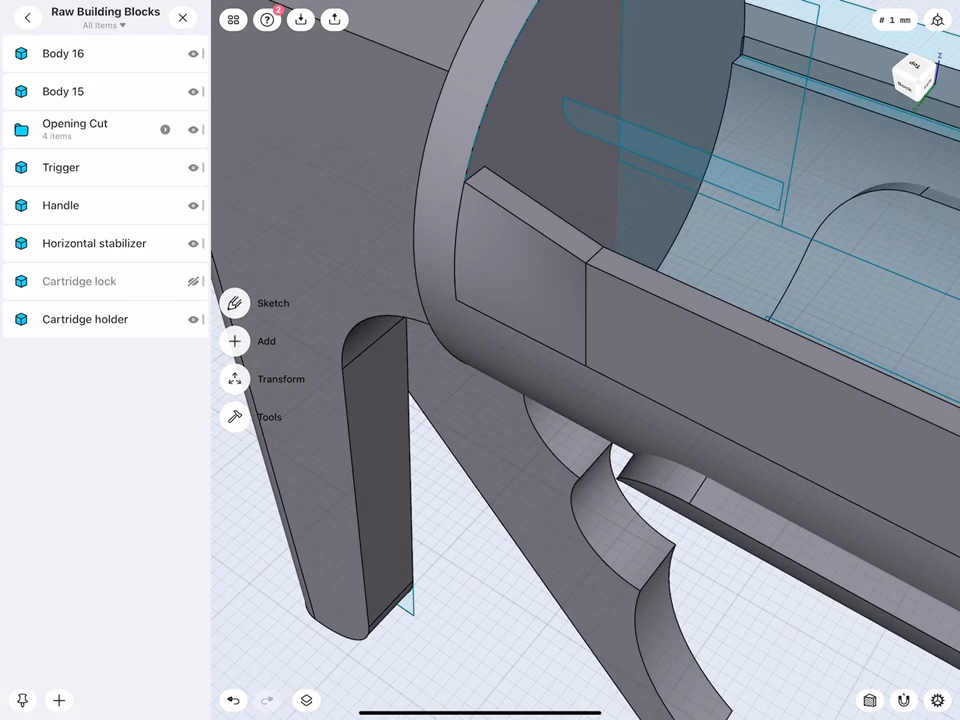 Raw Building Blocks
All Items
2
# 1 mm
Z
Top
Back
Body 16
Body 15
Opening Cut
4 items
Trigger
Handle
Horizontal stabilizer
Cartridge lock
Cartridge holder
Sketch
Add
Transform
Tools